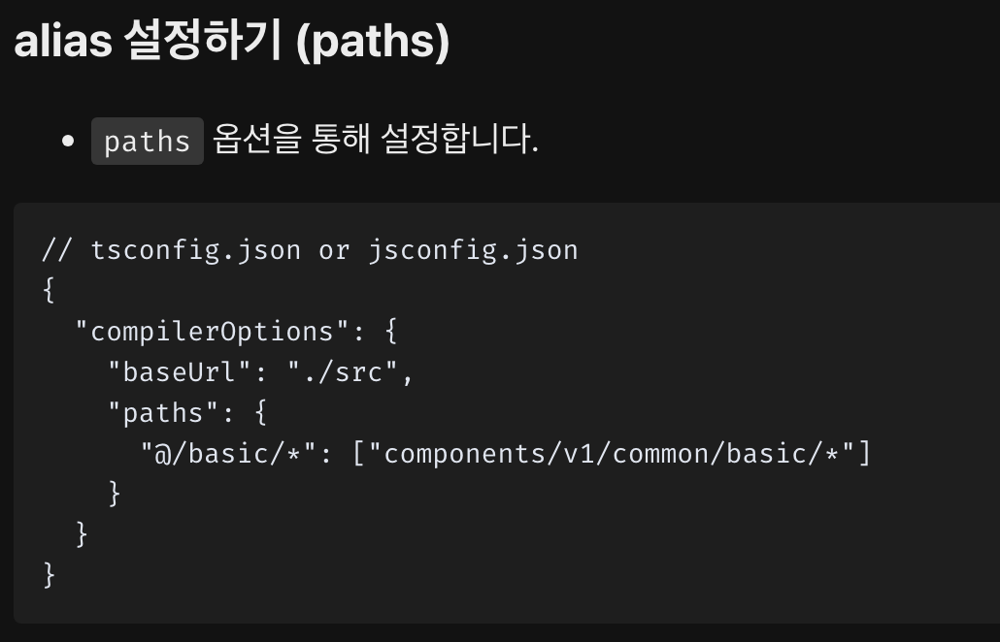 alias 설정하기 (paths)
• paths 옵션을 통해 설정합니다.
// tsconfig.json or jsconfig.json
{
  "compilerOptions": {
    "baseUrl": "./src",
    "paths": {
      "@/basic/*": ["components/v1/common/basic/*"]
    }
  }
}